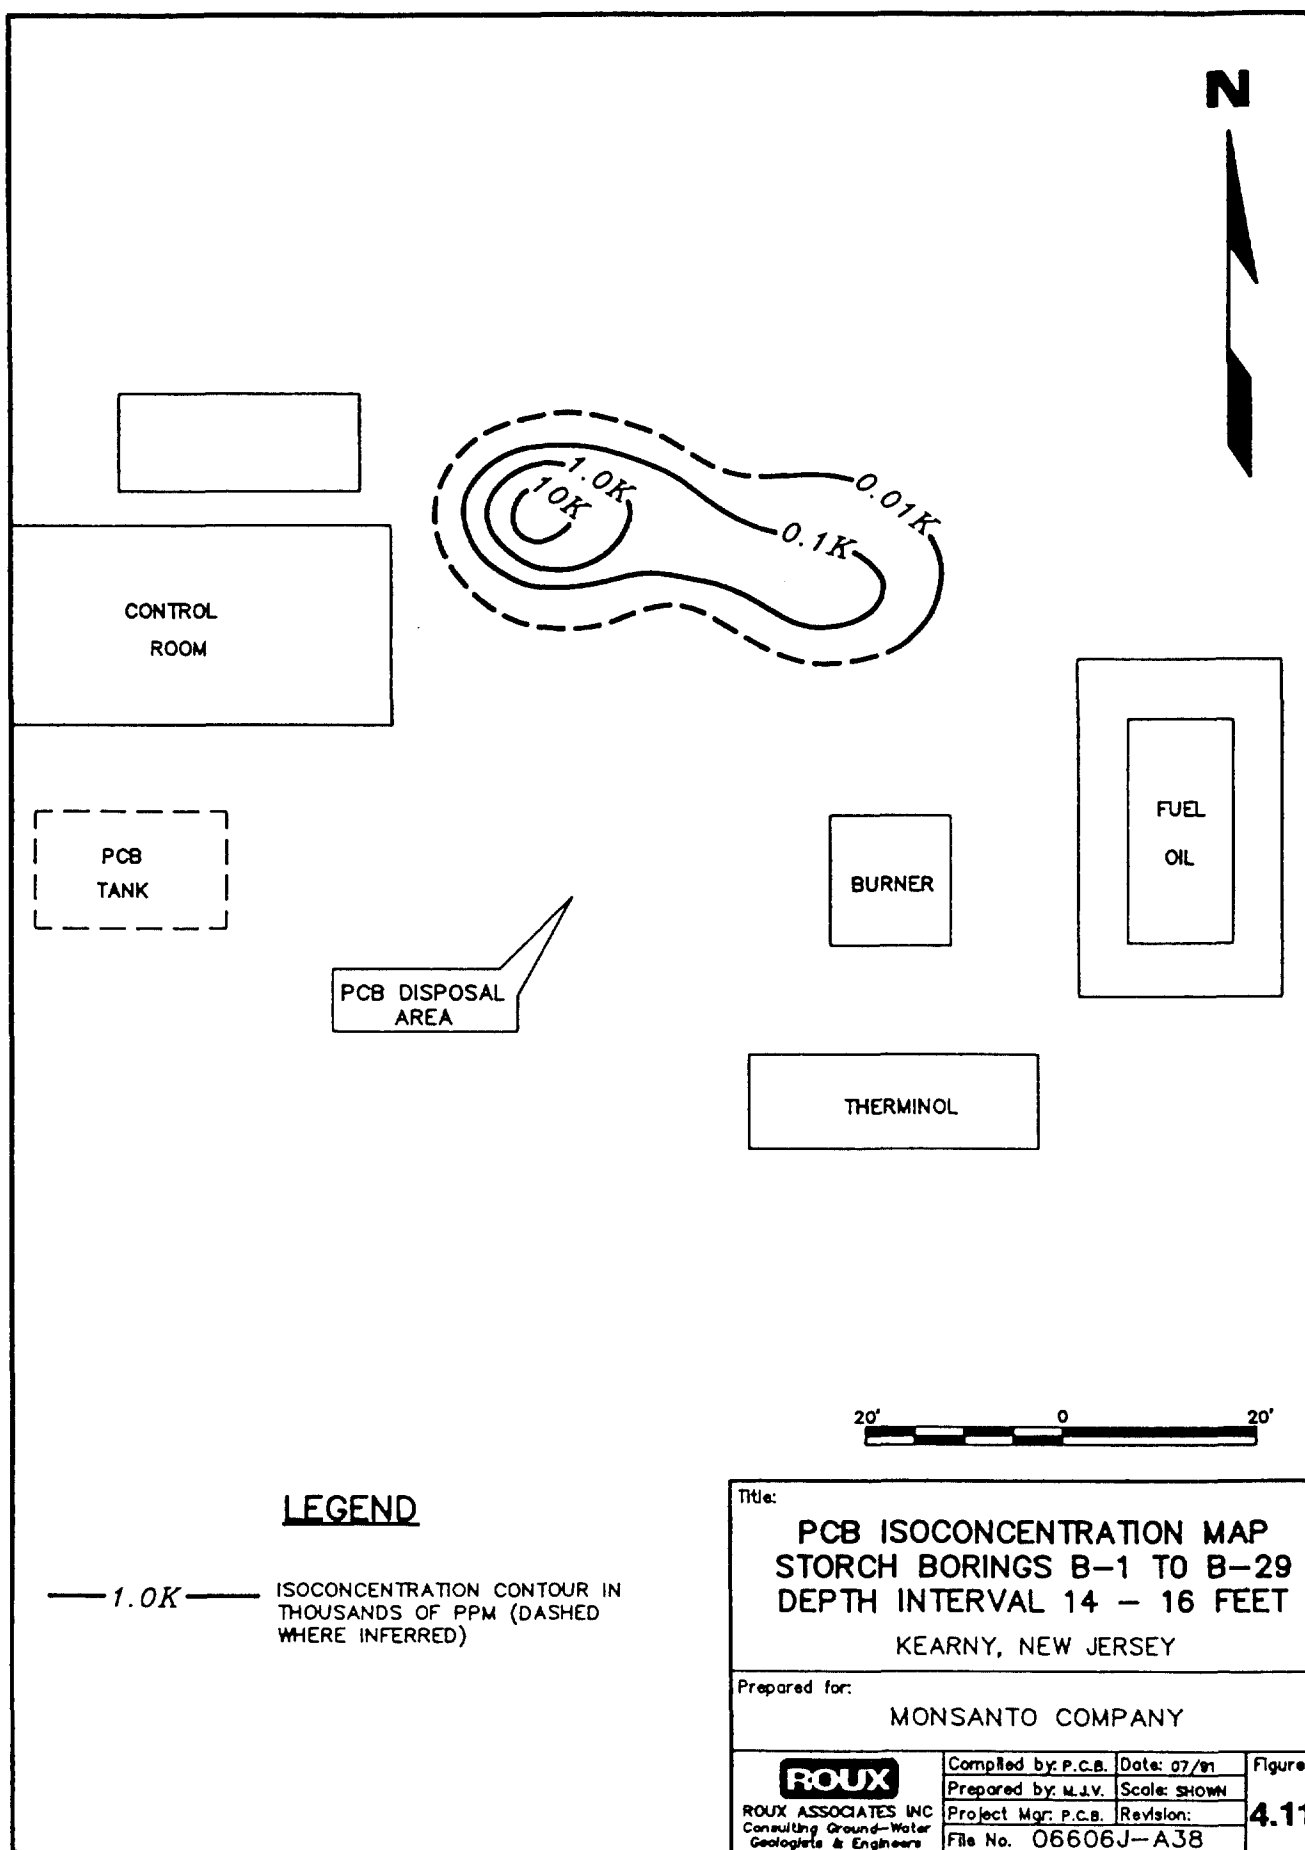 N
1.0K
10K
0.01K
0.1K
CONTROL
ROOM
PCB
TANK
FUEL
OIL
BURNER
PCB DISPOSAL
AREA
THERMINOL
20' 0 20'
LEGEND
1.0K
ISOCONCENTRATION CONTOUR IN
THOUSANDS OF PPM (DASHED
WHERE INFERRED)
Title:
PCB ISOCONCENTRATION MAP
STORCH BORINGS B-1 TO B-29
DEPTH INTERVAL 14 - 16 FEET
KEARNY, NEW JERSEY
Prepared for:
MONSANTO COMPANY
ROUX
ROUX ASSOCIATES INC
Consulting Ground-Water
Geologists & Engineers
Compiled by: P.C.B. Date: 07/91
Prepared by: M.J.V. Scale: SHOWN
Project Mgr: P.C.B. Revision:
File No. 06606J-A38
Figure
4.11